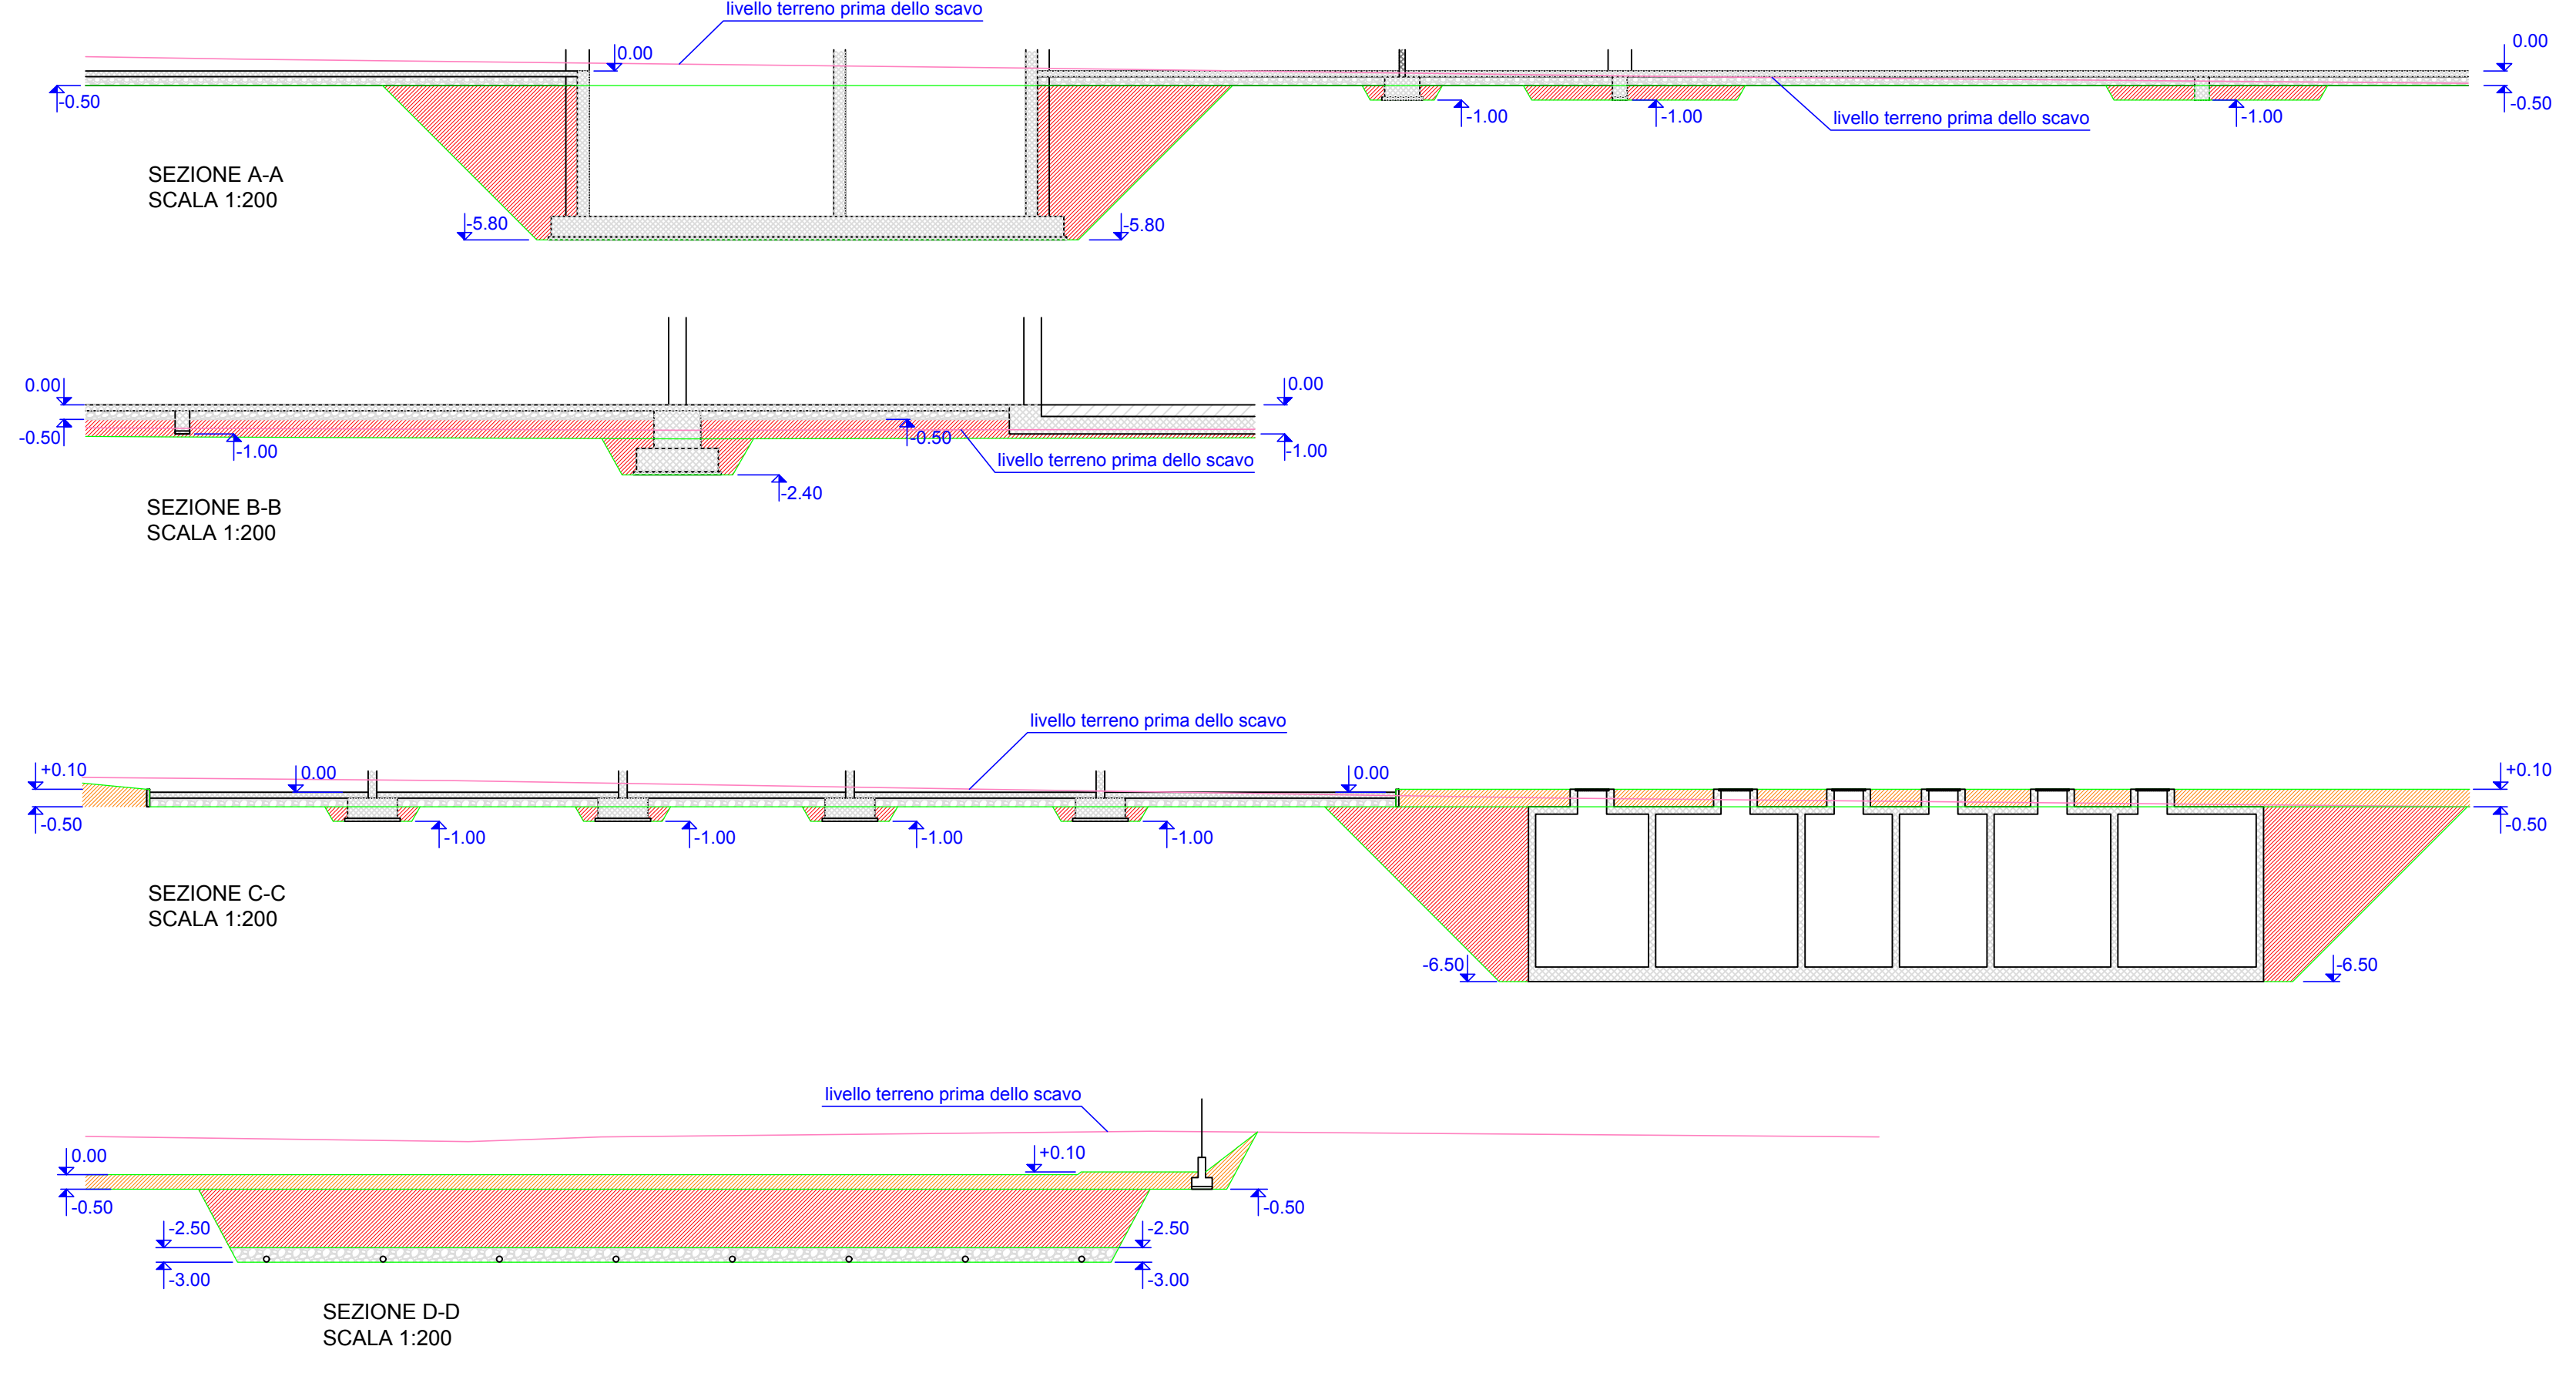 livello terreno prima dello scavo
0.00
0.00
-0.50
-1.00
-1.00
livello terreno prima dello scavo
-1.00
-0.50
SEZIONE A-A
SCALA 1:200
-5.80
-5.80
0.00
0.00
-0.50
-1.00
-0.50
-1.00
livello terreno prima dello scavo
-2.40
SEZIONE B-B
SCALA 1:200
livello terreno prima dello scavo
+0.10
0.00
0.00
+0.10
-0.50
-1.00
-1.00
-1.00
-1.00
-0.50
SEZIONE C-C
SCALA 1:200
-6.50
-6.50
livello terreno prima dello scavo
0.00
+0.10
-0.50
-0.50
-2.50
-2.50
-3.00
-3.00
SEZIONE D-D
SCALA 1:200